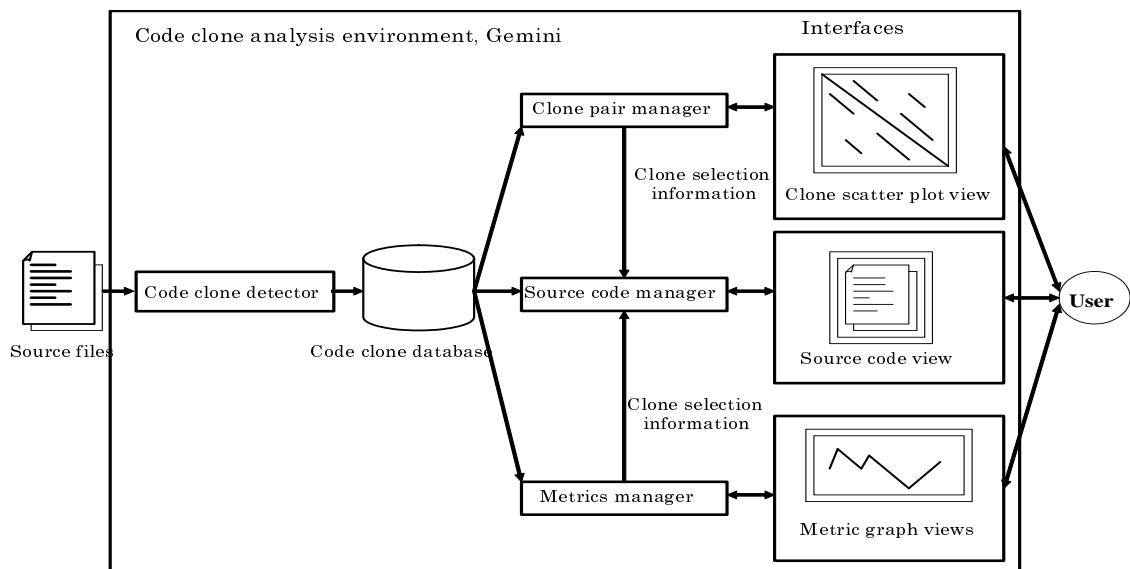 Code clone analysis environment, Gemini
Interfaces
Clone pair manager
Clone selection
information
Clone scatter plot view
Code clone detector
Source code manager
User
Source files
Code clone database
Source code view
Clone selection
information
Metrics manager
Metric graph views